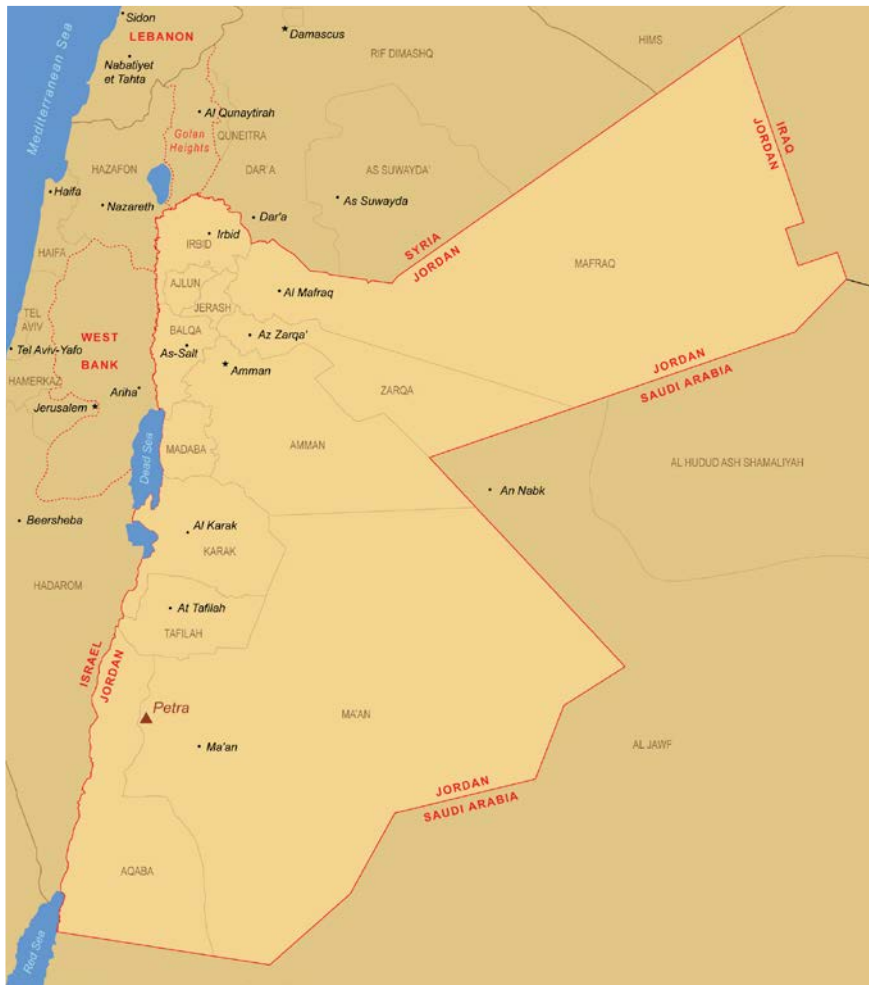 Sidon
LEBANON
Damascus
HIMS
RIF DIMASHQ
Nabatiyet
et Tahta
Mediterranean Sea
Al Qunaytirah
Golan
Heights
QUNEITRA
IRAQ
JORDAN
HAZAFON
DAR'A
AS SUWAYDA'
Haifa
Nazareth
As Suwayda
Dar'a
Irbid
IRBID
SYRIA
JORDAN
HAIFA
MAFRAQ
AJLUN
Al Mafraq
JERASH
TEL
AVIV
BALQA
Az Zarqa'
WEST
BANK
Tel Aviv-Yafo
As-Salt
Amman
JORDAN
SAUDI ARABIA
HAMERKAZ
Ariha
ZARQA
Jerusalem
Dead Sea
MADABA
AMMAN
AL HUDUD ASH SHAMALIYAH
An Nabk
Beersheba
Al Karak
KARAK
HADAROM
At Tafilah
TAFILAH
ISRAEL
JORDAN
Petra
MA'AN
Ma'an
AL JAWF
JORDAN
SAUDI ARABIA
AQABA
Red Sea